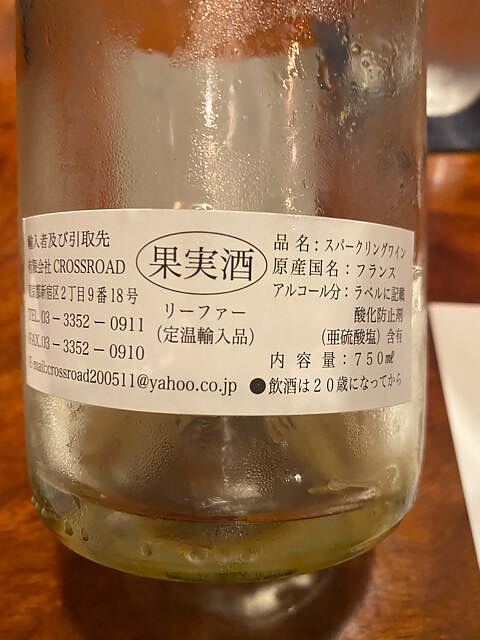 輸入者及び引取先
有限会社 CROSSROAD
東京都新宿区2丁目9番18号
TEL.03-3352-0911
FAX.03-3352-0910
E-mail:crossroad200511@yahoo.co.jp
果実酒
リーファー
(定温輸入品)
品名:スパークリングワイン
原産国名:フランス
アルコール分:ラベルに記載
酸化防止剤
(亜硫酸塩)含有
内容量:750㎖
●飲酒は20歳になってから